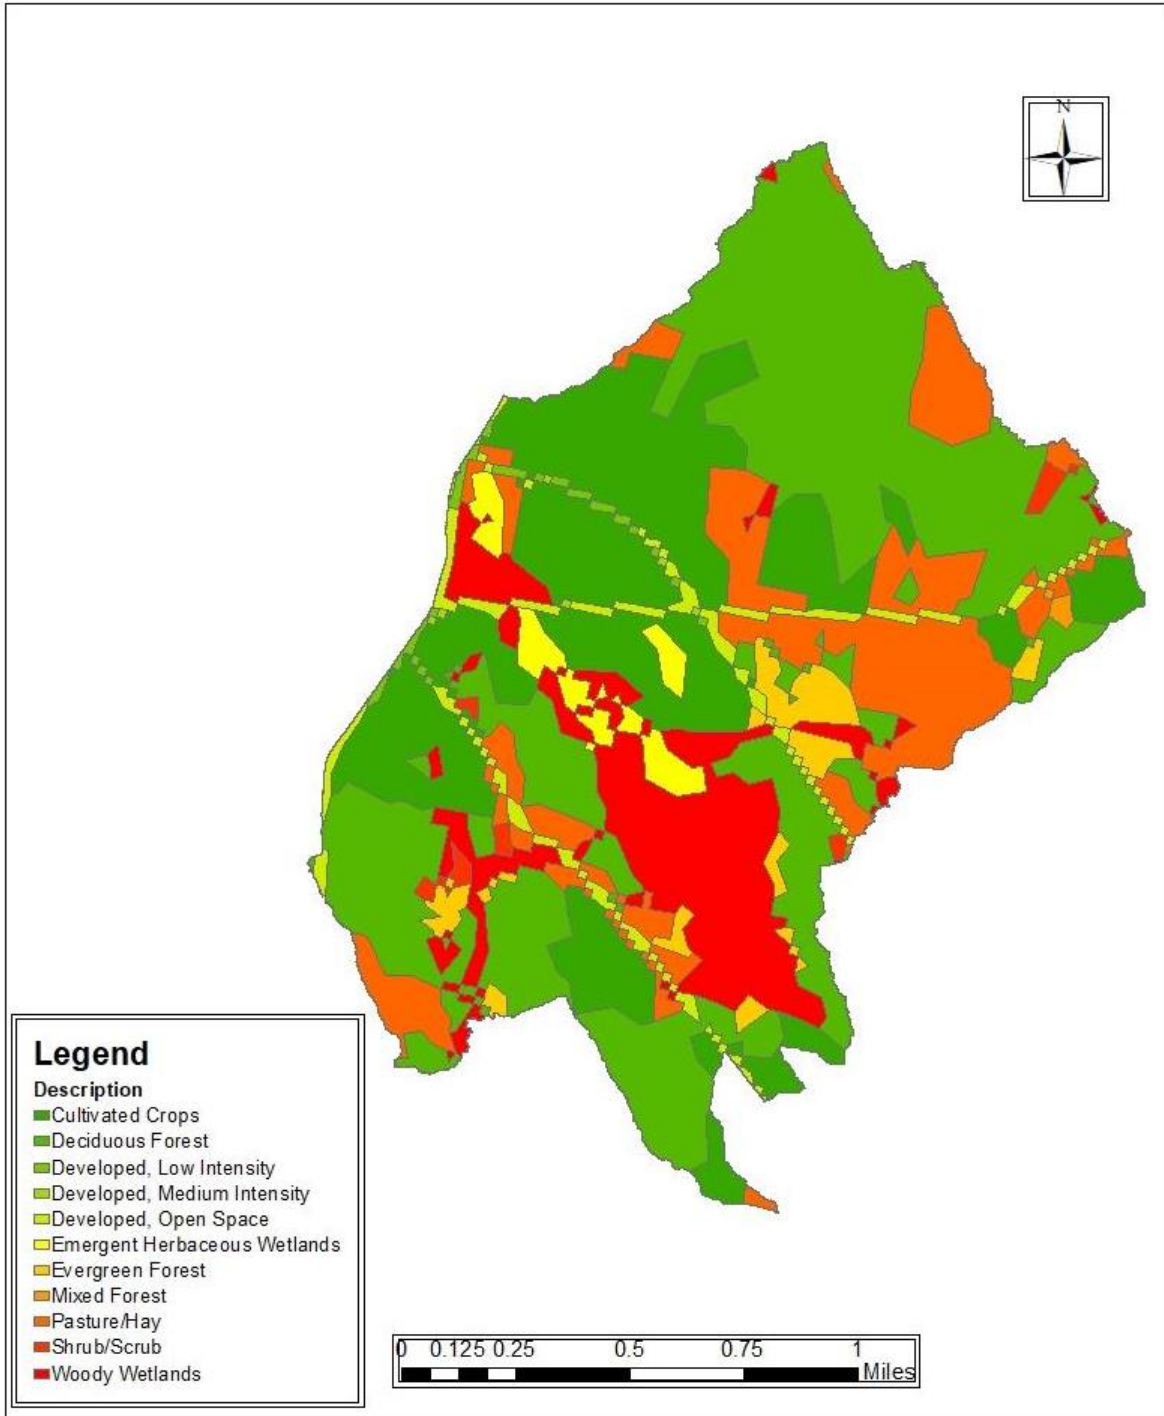 N
Legend
Description
Cultivated Crops
Deciduous Forest
Developed, Low Intensity
Developed, Medium Intensity
Developed, Open Space
Emergent Herbaceous Wetlands
Evergreen Forest
Mixed Forest
Pasture/Hay
Shrub/Scrub
Woody Wetlands
0 0.125 0.25 0.5 0.75 1
Miles